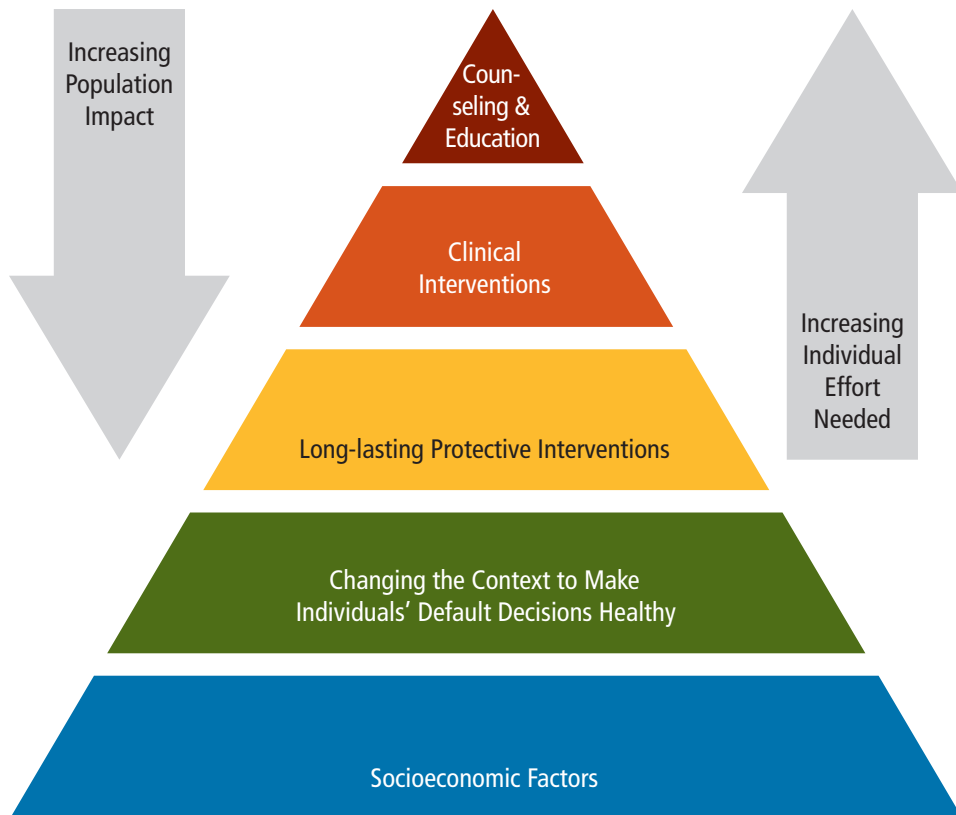 Increasing
Population
Impact
Coun-
seling &
Education
Clinical
Interventions
Increasing
Individual
Effort
Needed
Long-lasting Protective Interventions
Changing the Context to Make
Individuals’ Default Decisions Healthy
Socioeconomic Factors